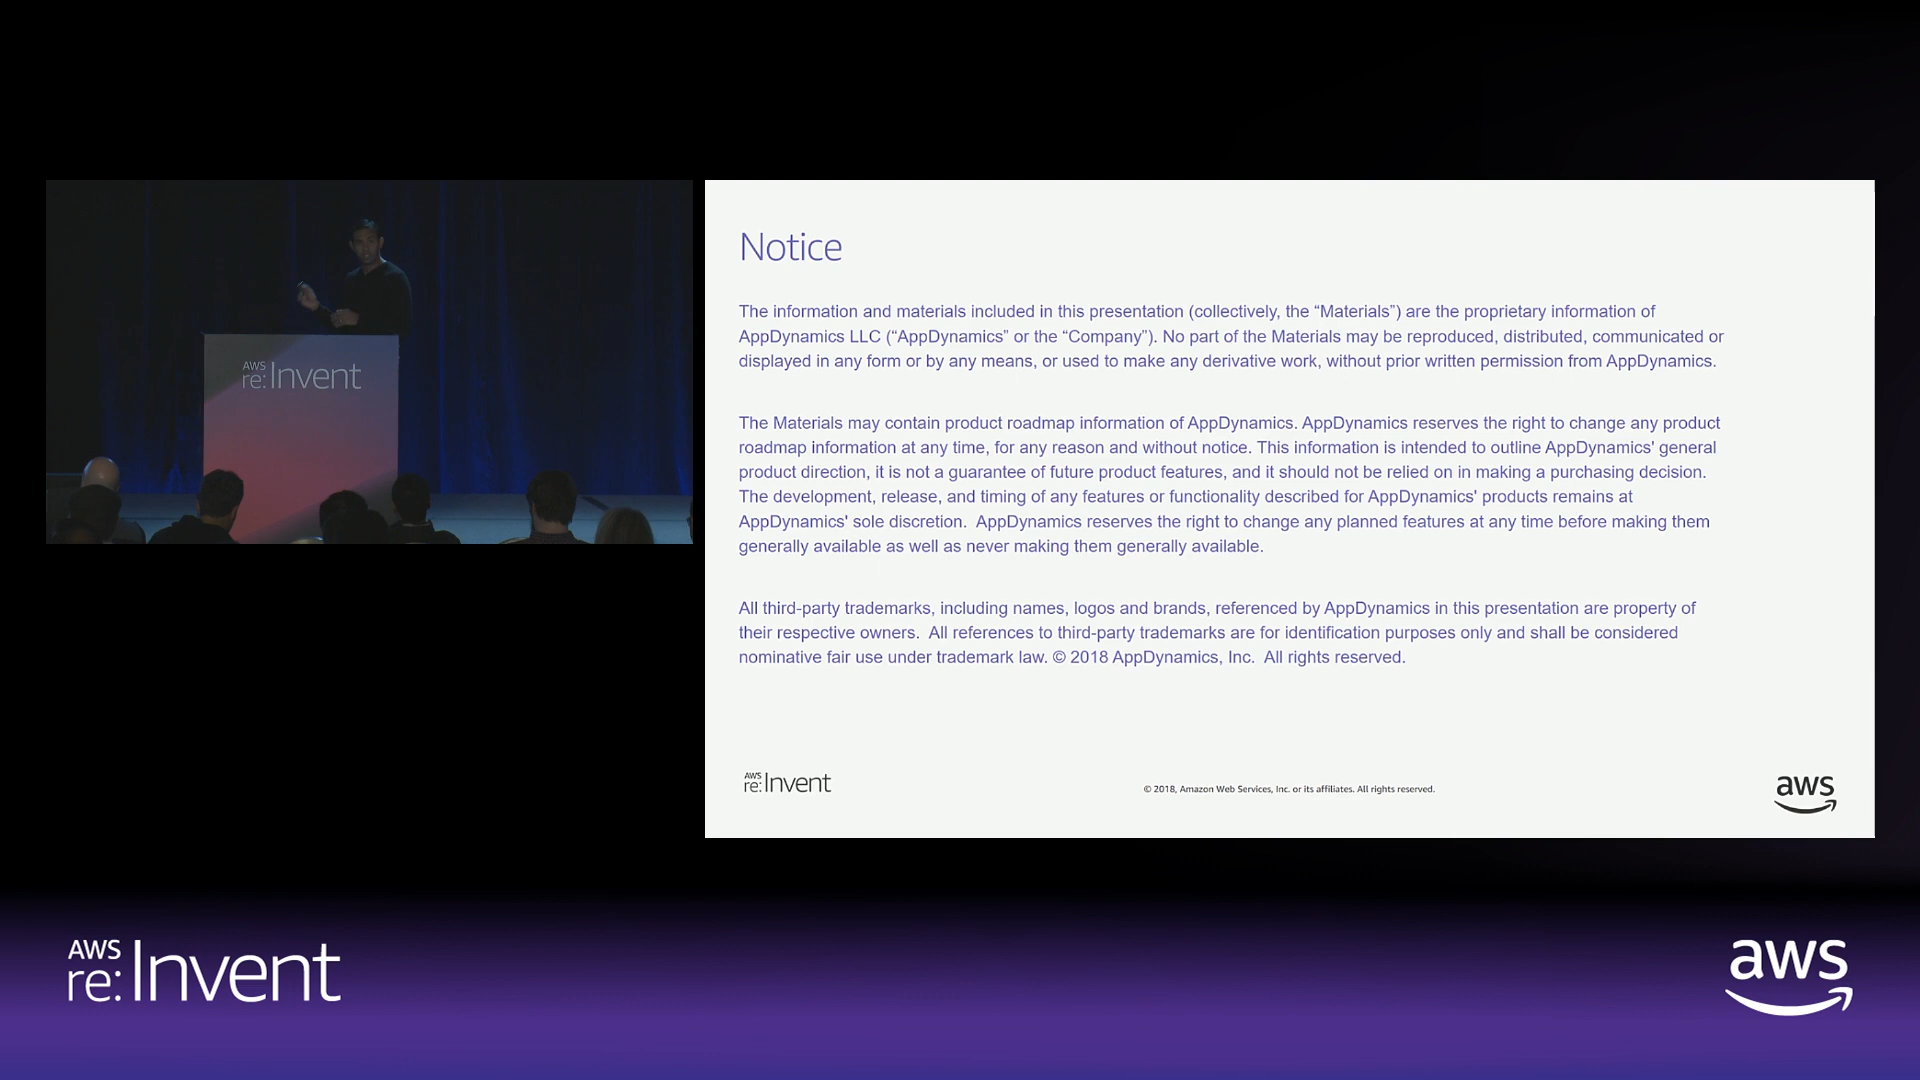 AWS
re:Invent
Notice
The information and materials included in this presentation (collectively, the “Materials”) are the proprietary information of
AppDynamics LLC (“AppDynamics” or the “Company”). No part of the Materials may be reproduced, distributed, communicated or
displayed in any form or by any means, or used to make any derivative work, without prior written permission from AppDynamics.
The Materials may contain product roadmap information of AppDynamics. AppDynamics reserves the right to change any product
roadmap information at any time, for any reason and without notice. This information is intended to outline AppDynamics' general
product direction, it is not a guarantee of future product features, and it should not be relied on in making a purchasing decision.
The development, release, and timing of any features or functionality described for AppDynamics' products remains at
AppDynamics' sole discretion.  AppDynamics reserves the right to change any planned features at any time before making them
generally available as well as never making them generally available.
All third-party trademarks, including names, logos and brands, referenced by AppDynamics in this presentation are property of
their respective owners.  All references to third-party trademarks are for identification purposes only and shall be considered
nominative fair use under trademark law. © 2018 AppDynamics, Inc.  All rights reserved.
AWS
re:Invent
© 2018, Amazon Web Services, Inc. or its affiliates. All rights reserved.
aws
AWS
re:Invent
aws